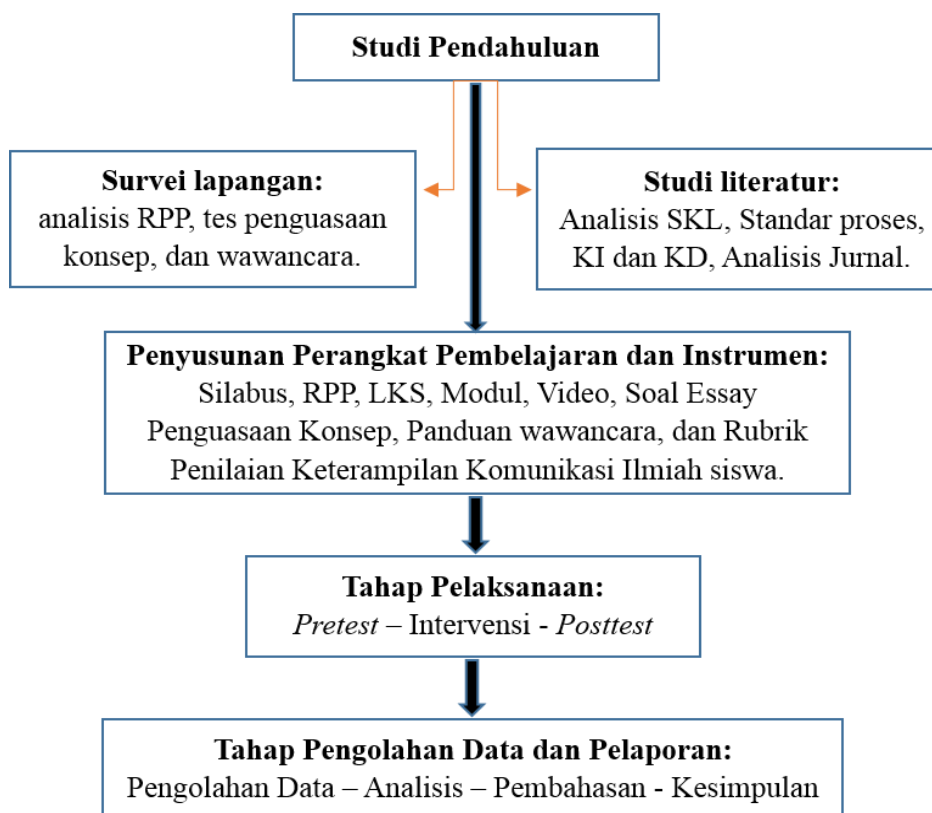 Studi Pendahuluan
Survei lapangan:
analisis RPP, tes penguasaan
konsep, dan wawancara.
Studi literatur:
Analisis SKL, Standar proses,
KI dan KD, Analisis Jurnal.
Penyusunan Perangkat Pembelajaran dan Instrumen:
Silabus, RPP, LKS, Modul, Video, Soal Essay
Penguasaan Konsep, Panduan wawancara, dan Rubrik
Penilaian Keterampilan Komunikasi Ilmiah siswa.
Tahap Pelaksanaan:
Pretest – Intervensi - Posttest
Tahap Pengolahan Data dan Pelaporan:
Pengolahan Data – Analisis – Pembahasan - Kesimpulan